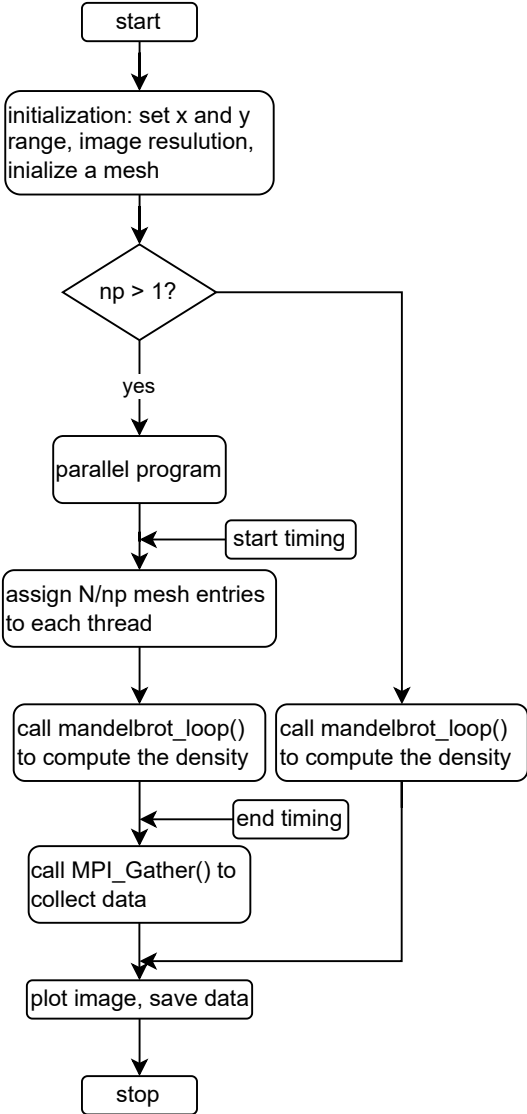 start
initialization: set x and y
range, image resulution,
inialize a mesh
np > 1?
yes
parallel program
start timing
assign N/np mesh entries
to each thread
call mandelbrot_loop()
to compute the density
call mandelbrot_loop()
to compute the density
end timing
call MPI_Gather() to
collect data
plot image, save data
stop